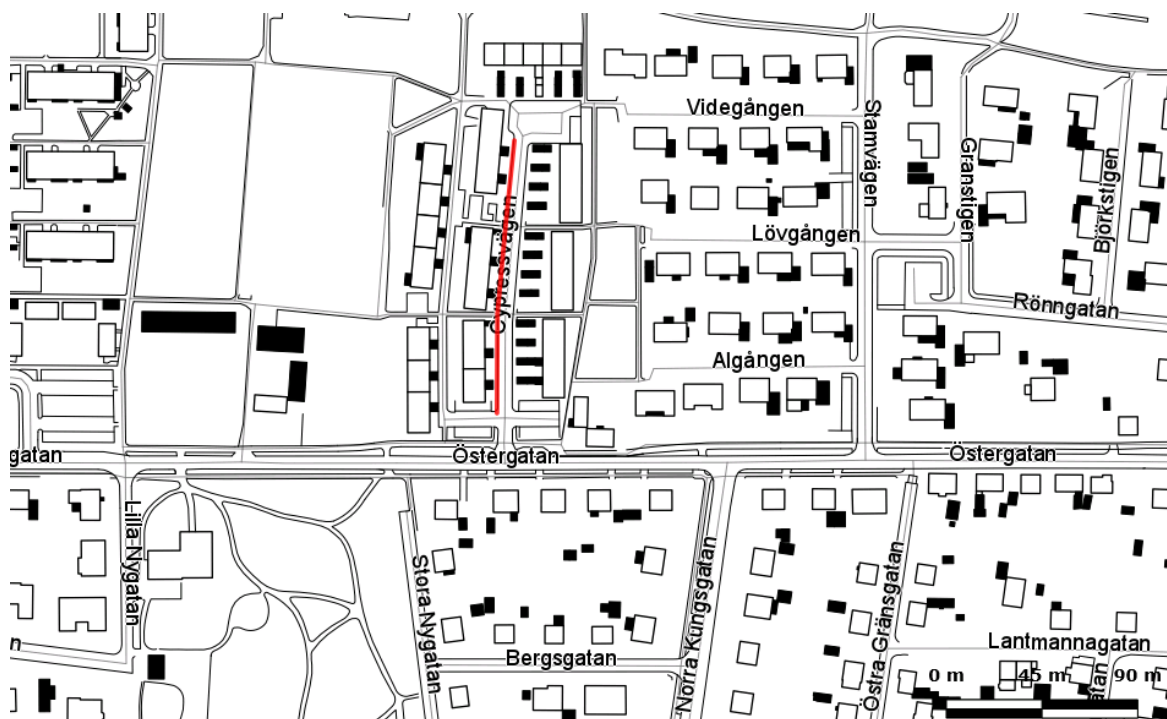 Videgången
Stamvägen
Granstigen
Björkstigen
Cypressvägen
Lövgången
Rönngatan
Algången
gatan
Östergatan
Östergatan
Lilla Nygatan
Stora Nygatan
Norra Kungsgatan
Östra Gränsgatan
Bergsgatan
Lantmannagatan
atan
0 m 45 m 90 m